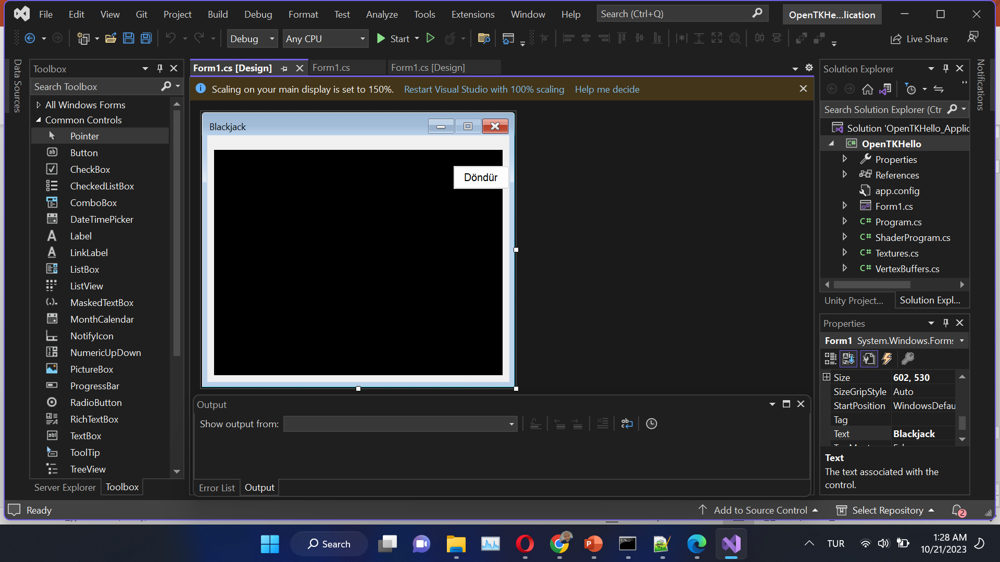 File Edit View Git Project Build Debug Format Test Analyze Tools Extensions Window Help Search (Ctrl+Q) OpenTKHe...lication
Debug Any CPU Start Live Share
Data Sources
Toolbox
Search Toolbox
All Windows Forms
Common Controls
Pointer
Button
CheckBox
CheckedListBox
ComboBox
DateTimePicker
Label
LinkLabel
ListBox
ListView
MaskedTextBox
MonthCalendar
NotifyIcon
NumericUpDown
PictureBox
ProgressBar
RadioButton
RichTextBox
TextBox
ToolTip
TreeView
Server Explorer Toolbox
Form1.cs [Design] Form1.cs Form1.cs [Design]
Scaling on your main display is set to 150%. Restart Visual Studio with 100% scaling Help me decide
Blackjack
Döndür
Output
Show output from:
Error List Output
Solution Explorer
Search Solution Explorer (Ctr
Solution 'OpenTKHello_Applic
OpenTKHello
Properties
References
app.config
Form1.cs
C# Program.cs
C# ShaderProgram.cs
C# Textures.cs
C# VertexBuffers.cs
Unity Project... Solution Expl...
Notifications
Properties
Form1 System.Windows.Forms
Size 602, 530
SizeGripStyle Auto
StartPosition WindowsDefau
Tag
Text Blackjack
Text
The text associated with the
control.
Ready Add to Source Control Select Repository 2
Search TUR 1:28 AM
10/21/2023